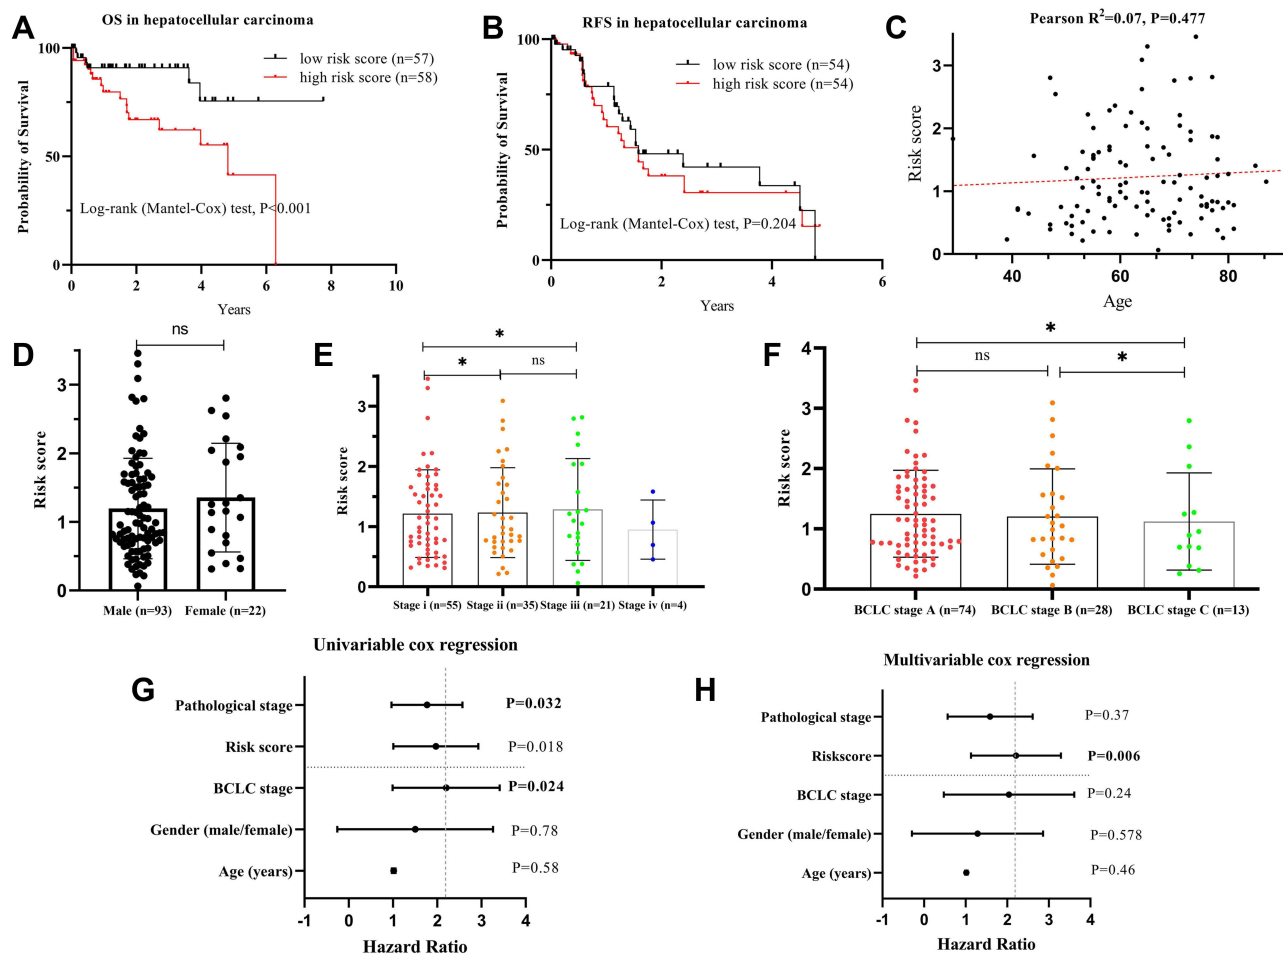 A
OS in hepatocellular carcinoma
Probability of Survival
100
50
0
low risk score (n=57)
high risk score (n=58)
Log-rank (Mantel-Cox) test, P<0.001
0 2 4 6 8 10
Years
B
RFS in hepatocellular carcinoma
Probability of Survival
100
50
0
low risk score (n=54)
high risk score (n=54)
Log-rank (Mantel-Cox) test, P=0.204
0 2 4 6
Years
C
Pearson R²=0.07, P=0.477
Risk score
3
2
1
0
40 60 80
Age
D
ns
Risk score
3
2
1
0
Male (n=93) Female (n=22)
E
*
* ns
Risk score
3
2
1
0
Stage i (n=55) Stage ii (n=35) Stage iii (n=21) Stage iv (n=4)
F
*
ns *
Risk score
4
3
2
1
0
BCLC stage A (n=74) BCLC stage B (n=28) BCLC stage C (n=13)
G
Univariable cox regression
Pathological stage P=0.032
Risk score P=0.018
BCLC stage P=0.024
Gender (male/female) P=0.78
Age (years) P=0.58
-1 0 1 2 3 4
Hazard Ratio
H
Multivariable cox regression
Pathological stage P=0.37
Riskscore P=0.006
BCLC stage P=0.24
Gender (male/female) P=0.578
Age (years) P=0.46
-1 0 1 2 3 4
Hazard Ratio